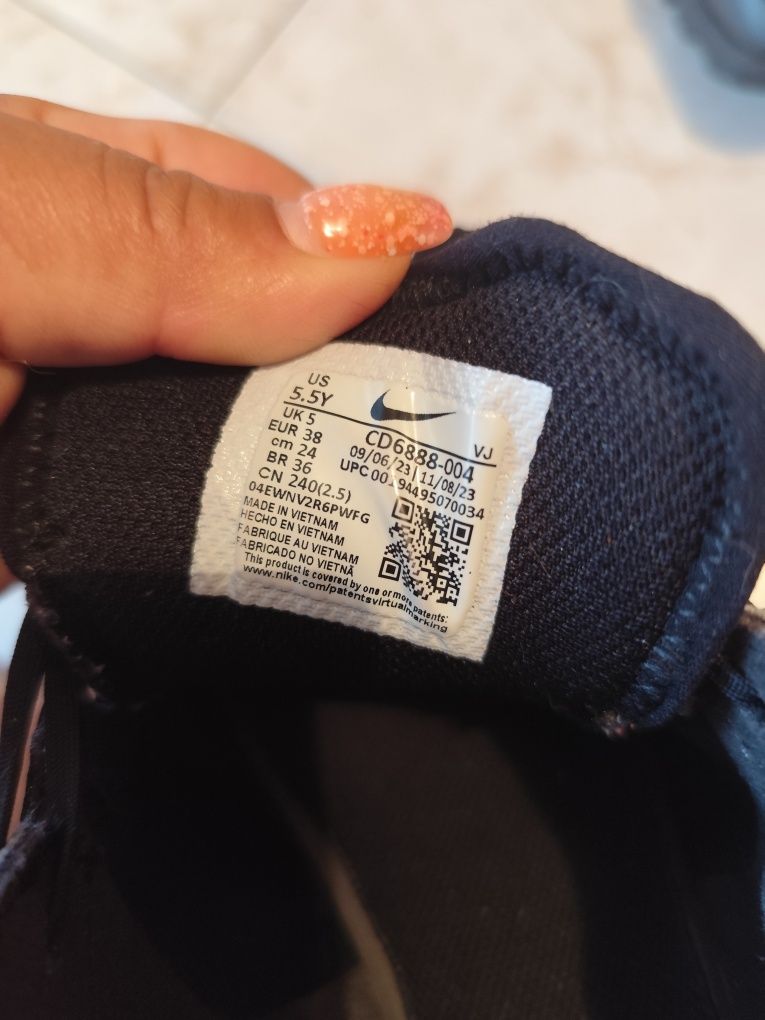 US
5.5Y
UK 5
EUR 38
cm 24
BR 36
CN 240(2.5)
04EWNV2R6PWFG
CD6888-004 VJ
09/06/23 11/08/23
UPC 00194495070034
MADE IN VIETNAM
HECHO EN VIETNAM
FABRIQUE AU VIETNAM
FABRICADO NO VIETNÃ
This product is covered by one or more patents:
www.nike.com/patentsvirtualmarking